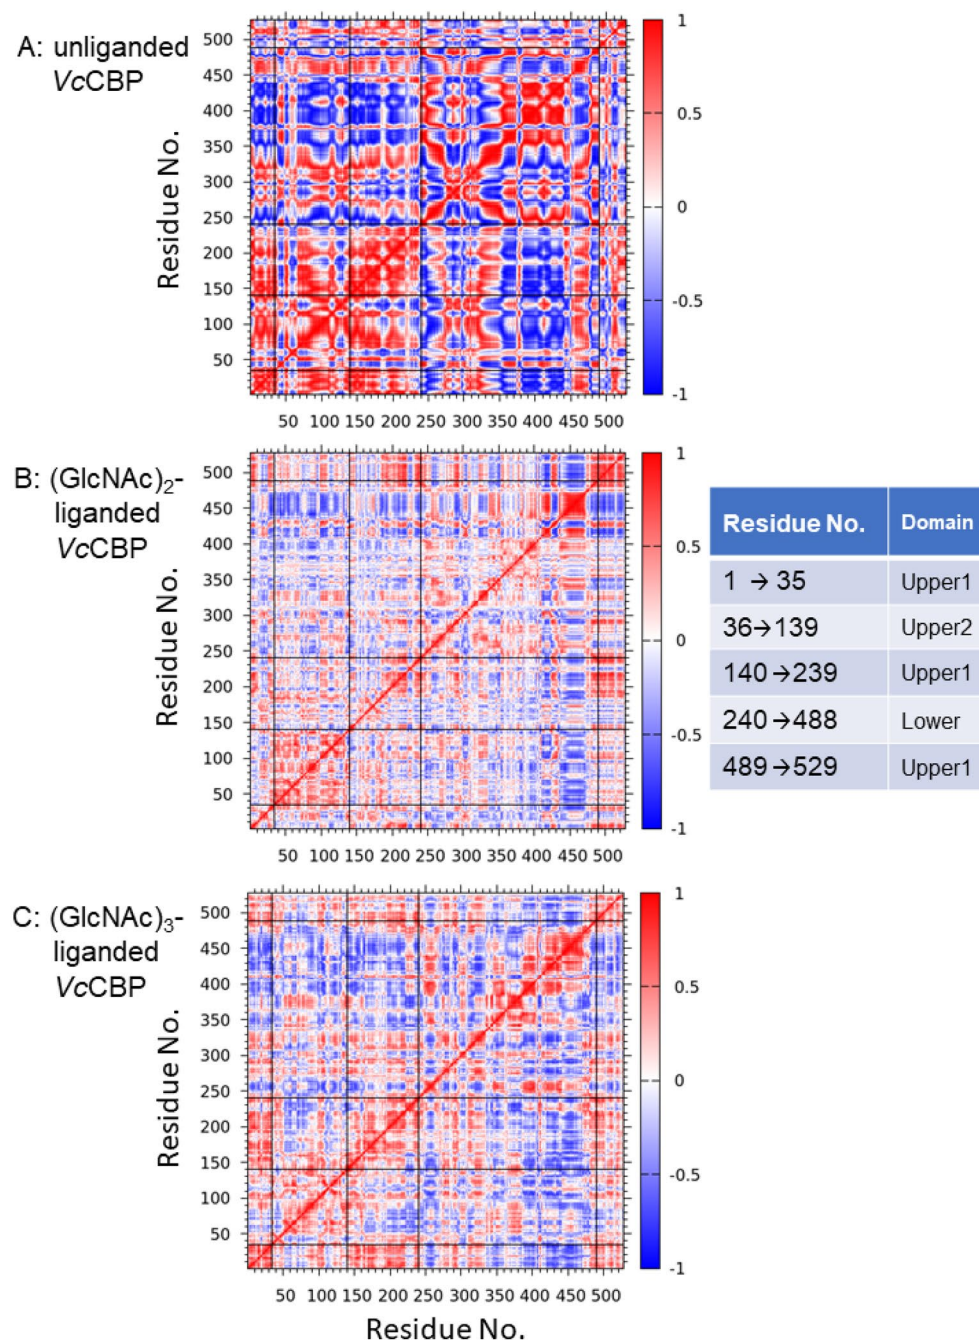 A: unliganded
VcCBP
Residue No.
500
450
400
350
300
250
200
150
100
50
50 100 150 200 250 300 350 400 450 500
1
0.5
0
-0.5
-1
B: (GlcNAc)2-
liganded
VcCBP
Residue No.
500
450
400
350
300
250
200
150
100
50
50 100 150 200 250 300 350 400 450 500
1
0.5
0
-0.5
-1
Residue No. Domain
1 → 35 Upper1
36→139 Upper2
140→239 Upper1
240→488 Lower
489→529 Upper1
C: (GlcNAc)3-
liganded
VcCBP
Residue No.
500
450
400
350
300
250
200
150
100
50
50 100 150 200 250 300 350 400 450 500
Residue No.
1
0.5
0
-0.5
-1